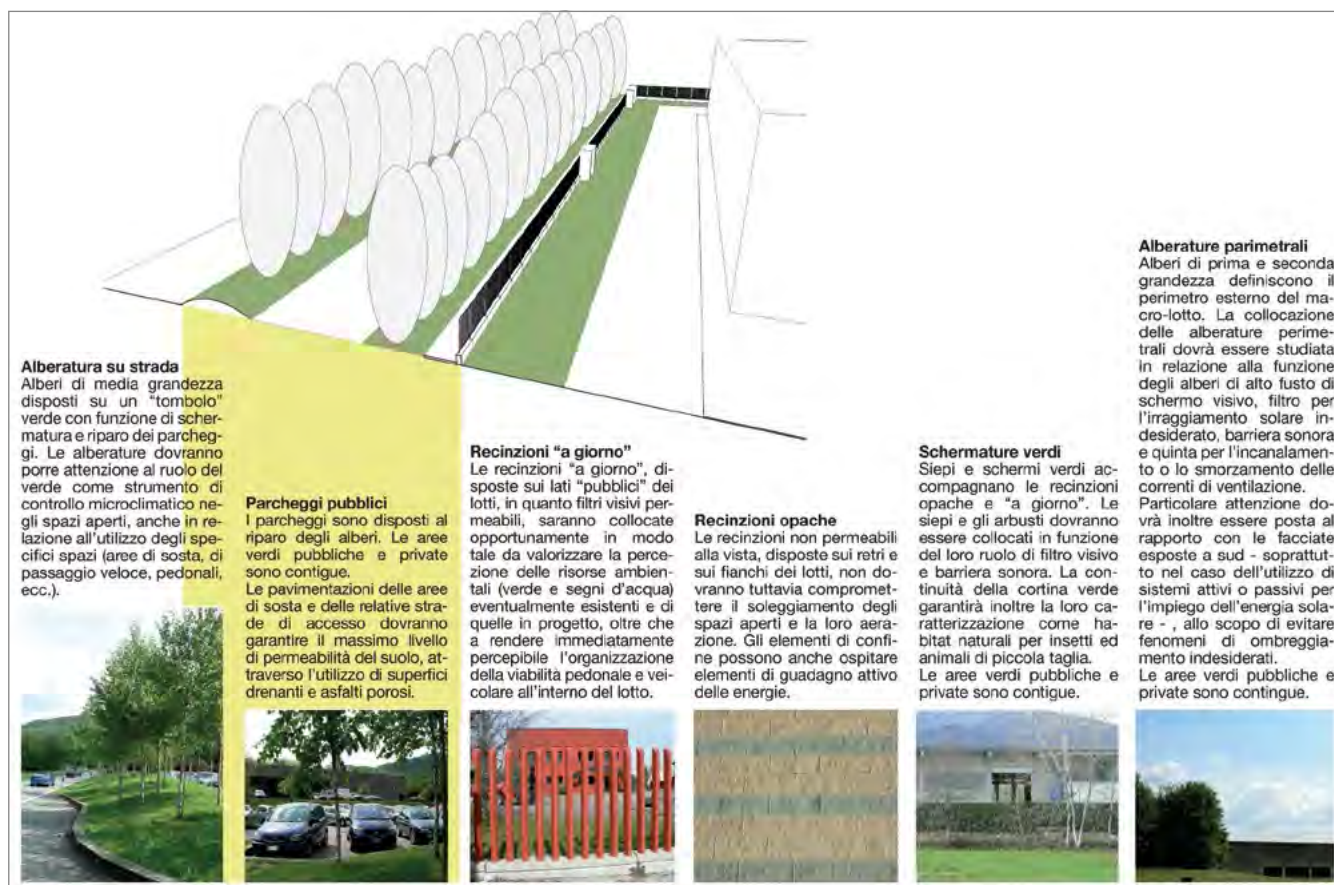 Alberatura su strada
Alberi di media grandezza
disposti su un "tombolo"
verde con funzione di scher-
matura e riparo dei parcheg-
gi. Le alberature dovranno
porre attenzione al ruolo del
verde come strumento di
controllo microclimatico ne-
gli spazi aperti, anche in re-
lazione all'utilizzo degli spe-
cifici spazi (aree di sosta, di
passaggio veloce, pedonali,
ecc.).
Parcheggi pubblici
I parcheggi sono disposti al
riparo degli alberi. Le aree
verdi pubbliche e private
sono contigue.
Le pavimentazioni delle aree
di sosta e delle relative stra-
de di accesso dovranno
garantire il massimo livello
di permeabilità del suolo, at-
traverso l'utilizzo di superfici
drenanti e asfalti porosi.
Recinzioni "a giorno"
Le recinzioni "a giorno", di-
sposte sui lati "pubblici" dei
lotti, in quanto filtri visivi per-
meabili, saranno collocate
opportunamente in modo
tale da valorizzare la perce-
zione delle risorse ambien-
tali (verde e segni d'acqua)
eventualmente esistenti e di
quelle in progetto, oltre che
a rendere immediatamente
percepibile l'organizzazione
della viabilità pedonale e vei-
colare all'interno del lotto.
Recinzioni opache
Le recinzioni non permeabili
alla vista, disposte sui retri e
sui fianchi dei lotti, non do-
vranno tuttavia compromet-
tere il soleggiamento degli
spazi aperti e la loro aera-
zione. Gli elementi di confi-
ne possono anche ospitare
elementi di guadagno attivo
delle energie.
Schermature verdi
Siepi e schermi verdi ac-
compagnano le recinzioni
opache e "a giorno". Le
siepi e gli arbusti dovranno
essere collocati in funzione
del loro ruolo di filtro visivo
e barriera sonora. La con-
tinuità della cortina verde
garantirà inoltre la loro ca-
ratterizzazione come ha-
bitat naturali per insetti ed
animali di piccola taglia.
Le aree verdi pubbliche e
private sono contigue.
Alberature parimetrali
Alberi di prima e seconda
grandezza definiscono il
perimetro esterno del ma-
cro-lotto. La collocazione
delle alberature perime-
trali dovrà essere studiata
in relazione alla funzione
degli alberi di alto fusto di
schermo visivo, filtro per
l'irraggiamento solare in-
desiderato, barriera sonora
e quinta per l'incanalamen-
to o lo smorzamento delle
correnti di ventilazione.
Particolare attenzione do-
vrà inoltre essere posta al
rapporto con le facciate
esposte a sud - soprattut-
to nel caso dell'utilizzo di
sistemi attivi o passivi per
l'impiego dell'energia sola-
re - , allo scopo di evitare
fenomeni di ombreggia-
mento indesiderati.
Le aree verdi pubbliche e
private sono contingue.